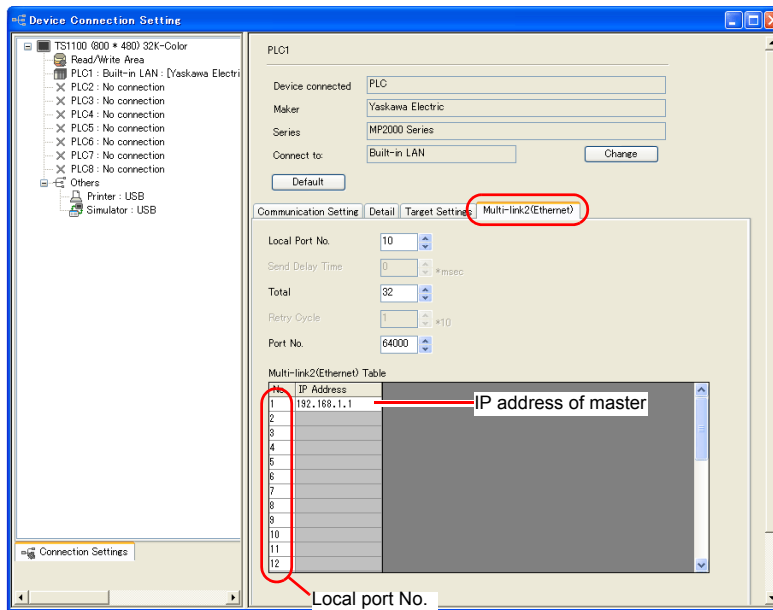 Device Connection Setting
TS1100 (800 * 480) 32K-Color
Read/Write Area
PLC1 : Built-in LAN : [Yaskawa Electri
PLC2 : No connection
PLC3 : No connection
PLC4 : No connection
PLC5 : No connection
PLC6 : No connection
PLC7 : No connection
PLC8 : No connection
Others
Printer : USB
Simulator : USB
Connection Settings
PLC1
Device connected PLC
Maker Yaskawa Electric
Series MP2000 Series
Connect to: Built-in LAN Change
Default
Communication Setting Detail Target Settings Multi-link2(Ethernet)
Local Port No. 10
Send Delay Time 0 *msec
Total 32
Retry Cycle 1 *10
Port No. 64000
Multi-link2(Ethernet) Table
No. IP Address
1 192.168.1.1 IP address of master
2
3
4
5
6
7
8
9
10
11
12
Local port No.